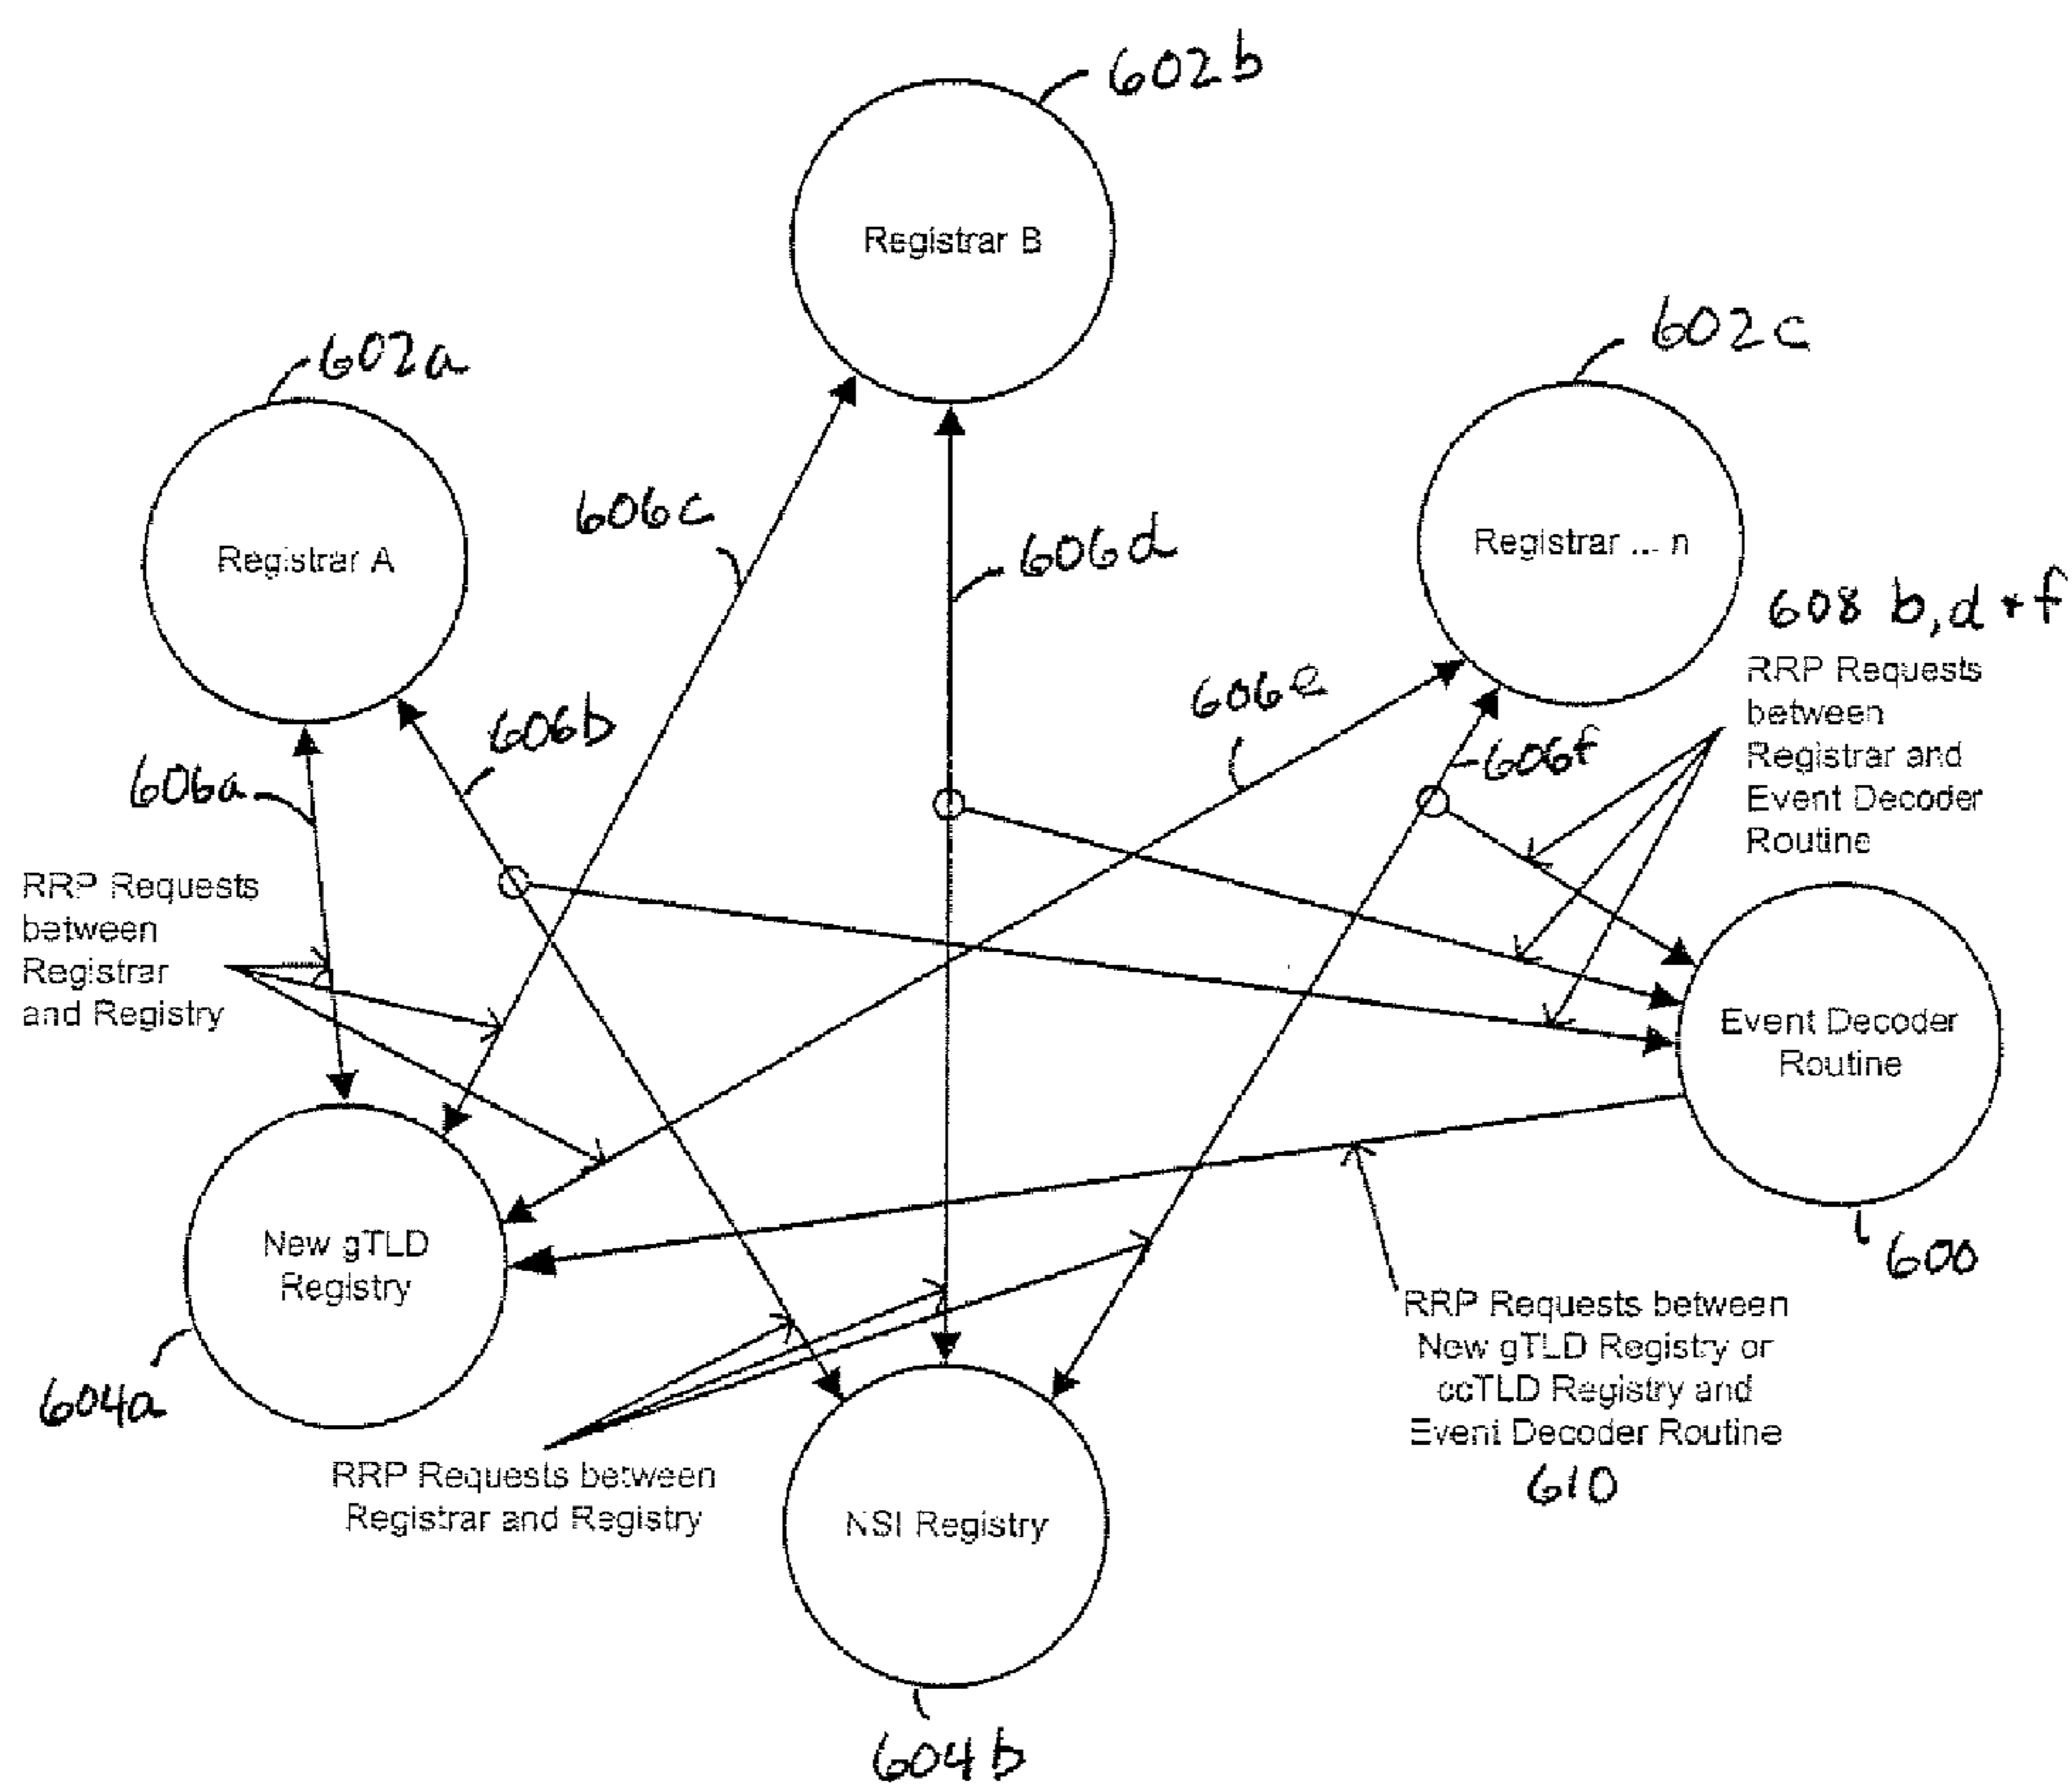 602b
Registrar B
602c
602a
Registrar ... n
Registrar A
606c
606d
608 b,d + f
RRP Requests
between
Registrar and
Event Decoder
Routine
606e
606b
606f
606a
RRP Requests
between
Registrar
and Registry
Event Decoder
Routine
600
New gTLD
Registry
604a
RRP Requests between
New gTLD Registry or
ccTLD Registry and
Event Decoder Routine
610
RRP Requests between
Registrar and Registry
NSI Registry
604b